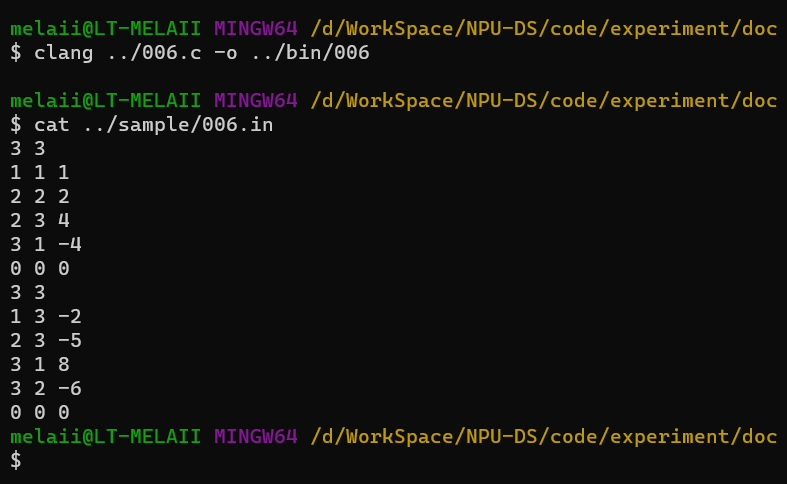 melaii@LT-MELAII MINGW64 /d/WorkSpace/NPU-DS/code/experiment/doc
$ clang ../006.c -o ../bin/006
melaii@LT-MELAII MINGW64 /d/WorkSpace/NPU-DS/code/experiment/doc
$ cat ../sample/006.in
3 3
1 1 1
2 2 2
2 3 4
3 1 -4
0 0 0
3 3
1 3 -2
2 3 -5
3 1 8
3 2 -6
0 0 0
melaii@LT-MELAII MINGW64 /d/WorkSpace/NPU-DS/code/experiment/doc
$